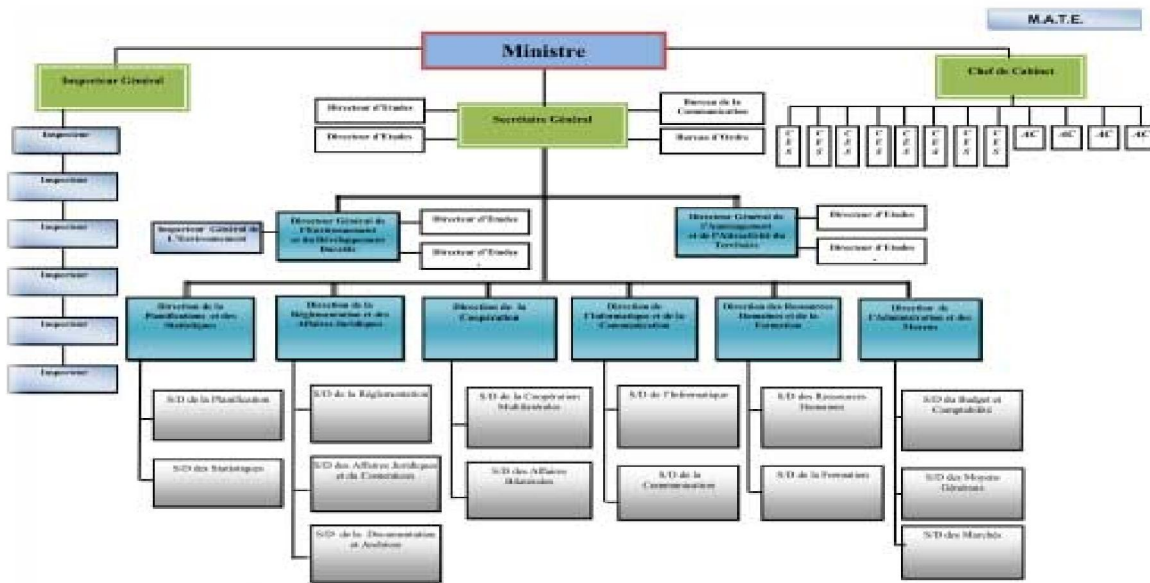 M.A.T.E.
Ministre
Inspecteur Général
Chef de Cabinet
Directeur d'Etudes
Bureau de la
Communication
Secrétaire Général
Directeur d'Etudes
Bureau d'Ordre
C E S
C E S
C E S
C E S
C E S
C E S
C E S
C E S
AC
AC
AC
AC
Inspecteur
Inspecteur
Inspecteur
Inspecteur
Inspecteur
Inspecteur
Inspecteur Général de
L'Environnement
Directeur Général de
l'Environnement
et du Développement
Durable
Directeur d'Etudes
Directeur d'Etudes
Directeur Général de
l'Aménagement
et de l'Attractivité du
Territoire
Directeur d'Etudes
Directeur d'Etudes
Direction de la
Planifications et des
Statistiques
Direction de la
Réglementation et des
Affaires Juridiques
Direction de la
Coopération
Direction de
l'Informatique et de la
Communication
Direction des Ressources
Humaines et de la
Formation
Direction de
l'Administration et des
Moyens
S/D de la Planification
S/D des Statistiques
S/D de la Réglementation
S/D des Affaires Juridiques
et du Contentieux
S/D de la Documentation
et Archives
S/D de la Coopération
Multilatérales
S/D des Affaires
Bilatérales
S/D de l'Informatique
S/D de la
Communication
S/D des Ressources
Humaines
S/D de la Formation
S/D du Budget et
Comptabilité
S/D des Moyens
Généraux
S/D des Marchés